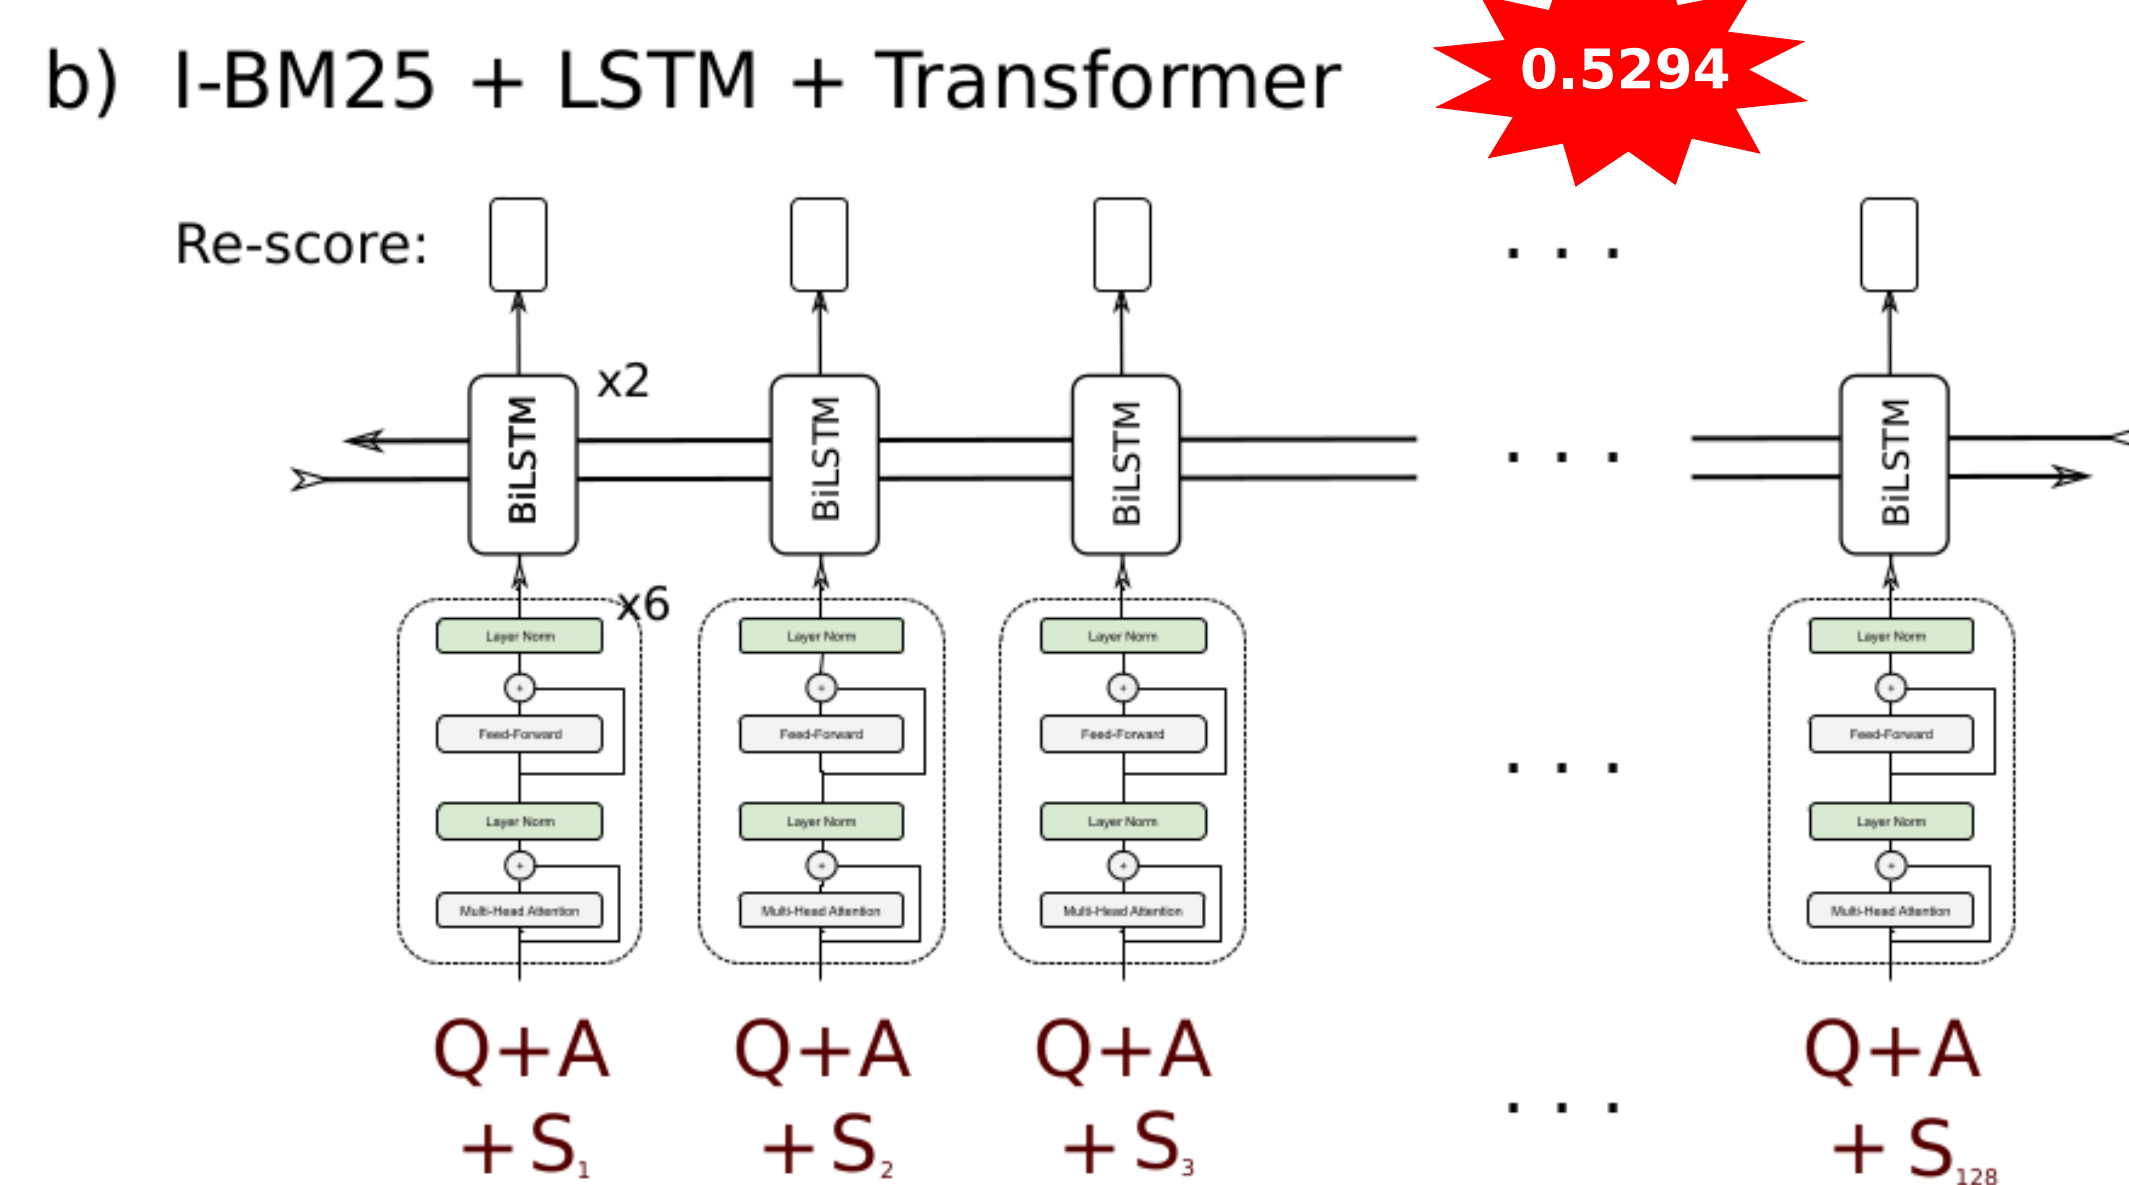 b) I-BM25 + LSTM + Transformer
0.5294
Re-score:
. . .
x2
BiLSTM BiLSTM BiLSTM . . . BiLSTM
x6
Layer Norm Layer Norm Layer Norm Layer Norm
+ + + +
Feed-Forward Feed-Forward Feed-Forward . . . Feed-Forward
Layer Norm Layer Norm Layer Norm Layer Norm
+ + + +
Multi-Head Attention Multi-Head Attention Multi-Head Attention Multi-Head Attention
Q+A Q+A Q+A Q+A
+ S1 + S2 + S3 . . . + S128